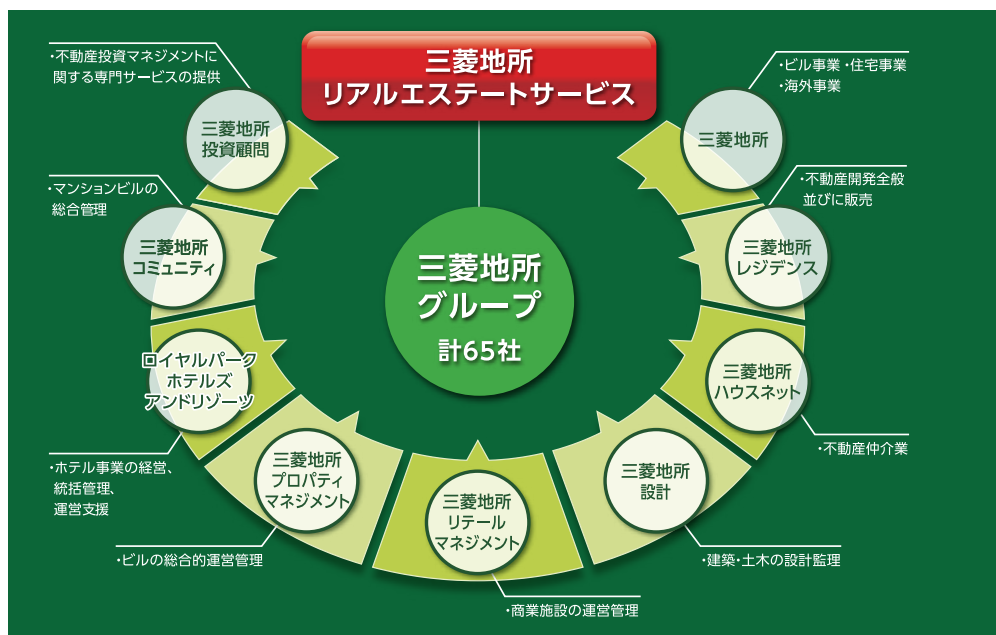 三菱地所
リアルエステートサービス
三菱地所
グループ
計65社
・ビル事業・住宅事業
・海外事業
三菱地所
・不動産開発全般
並びに販売
三菱地所
レジデンス
三菱地所
ハウスネット
・不動産仲介業
三菱地所
設計
・建築・土木の設計監理
三菱地所
リテール
マネジメント
・商業施設の運営管理
三菱地所
プロパティ
マネジメント
・ビルの総合的運営管理
ロイヤルパーク
ホテルズ
アンドリゾーツ
・ホテル事業の経営、
統括管理、
運営支援
・マンションビルの
総合管理
三菱地所
コミュニティ
・不動産投資マネジメントに
関する専門サービスの提供
三菱地所
投資顧問